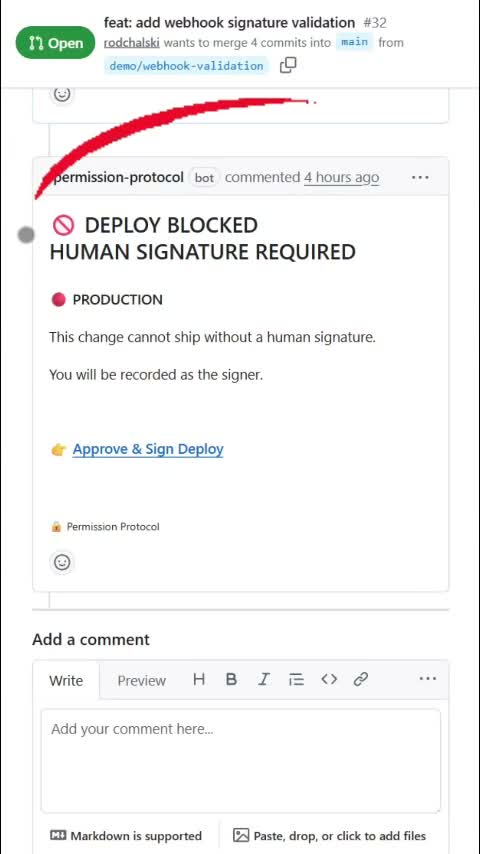 feat: add webhook signature validation #32
Open
rodchalski wants to merge 4 commits into main from
demo/webhook-validation
permission-protocol bot commented 4 hours ago
DEPLOY BLOCKED
HUMAN SIGNATURE REQUIRED
PRODUCTION
This change cannot ship without a human signature.
You will be recorded as the signer.
Approve & Sign Deploy
Permission Protocol
Add a comment
Write Preview H B I
Add your comment here...
Markdown is supported Paste, drop, or click to add files